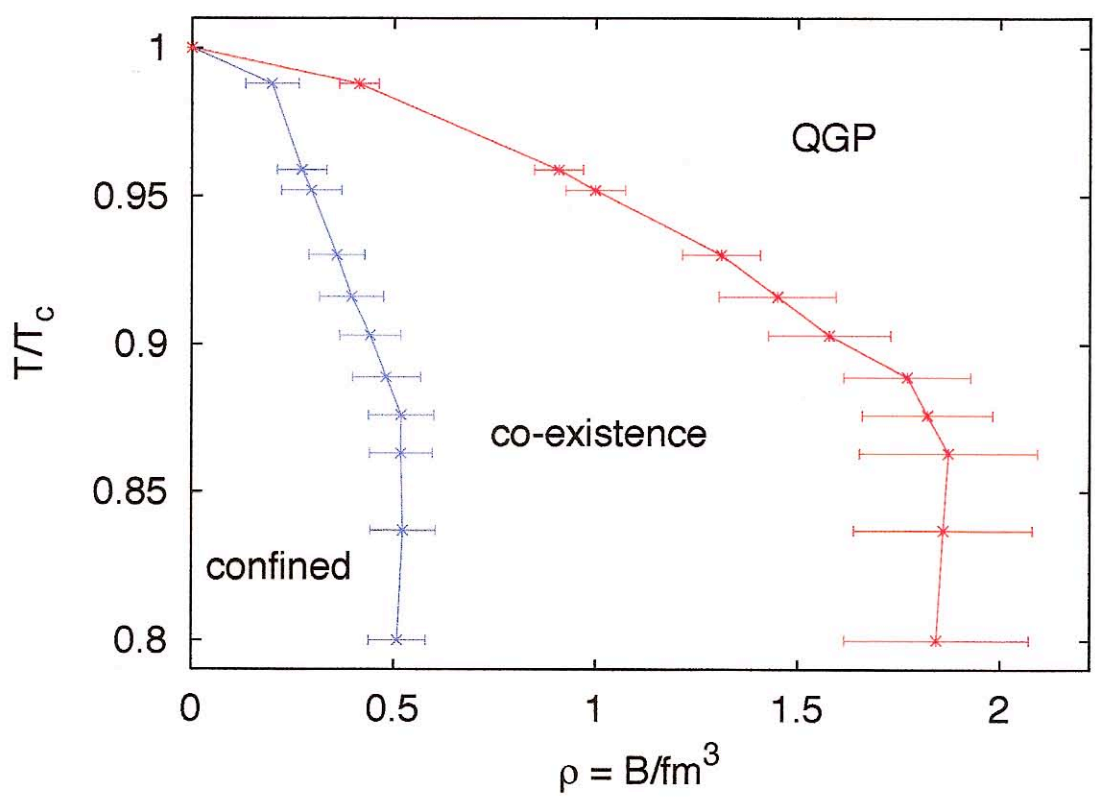 1
QGP
0.95
T/Tc
0.9
co-existence
0.85
confined
0.8
0 0.5 1 1.5 2
ρ = B/fm³